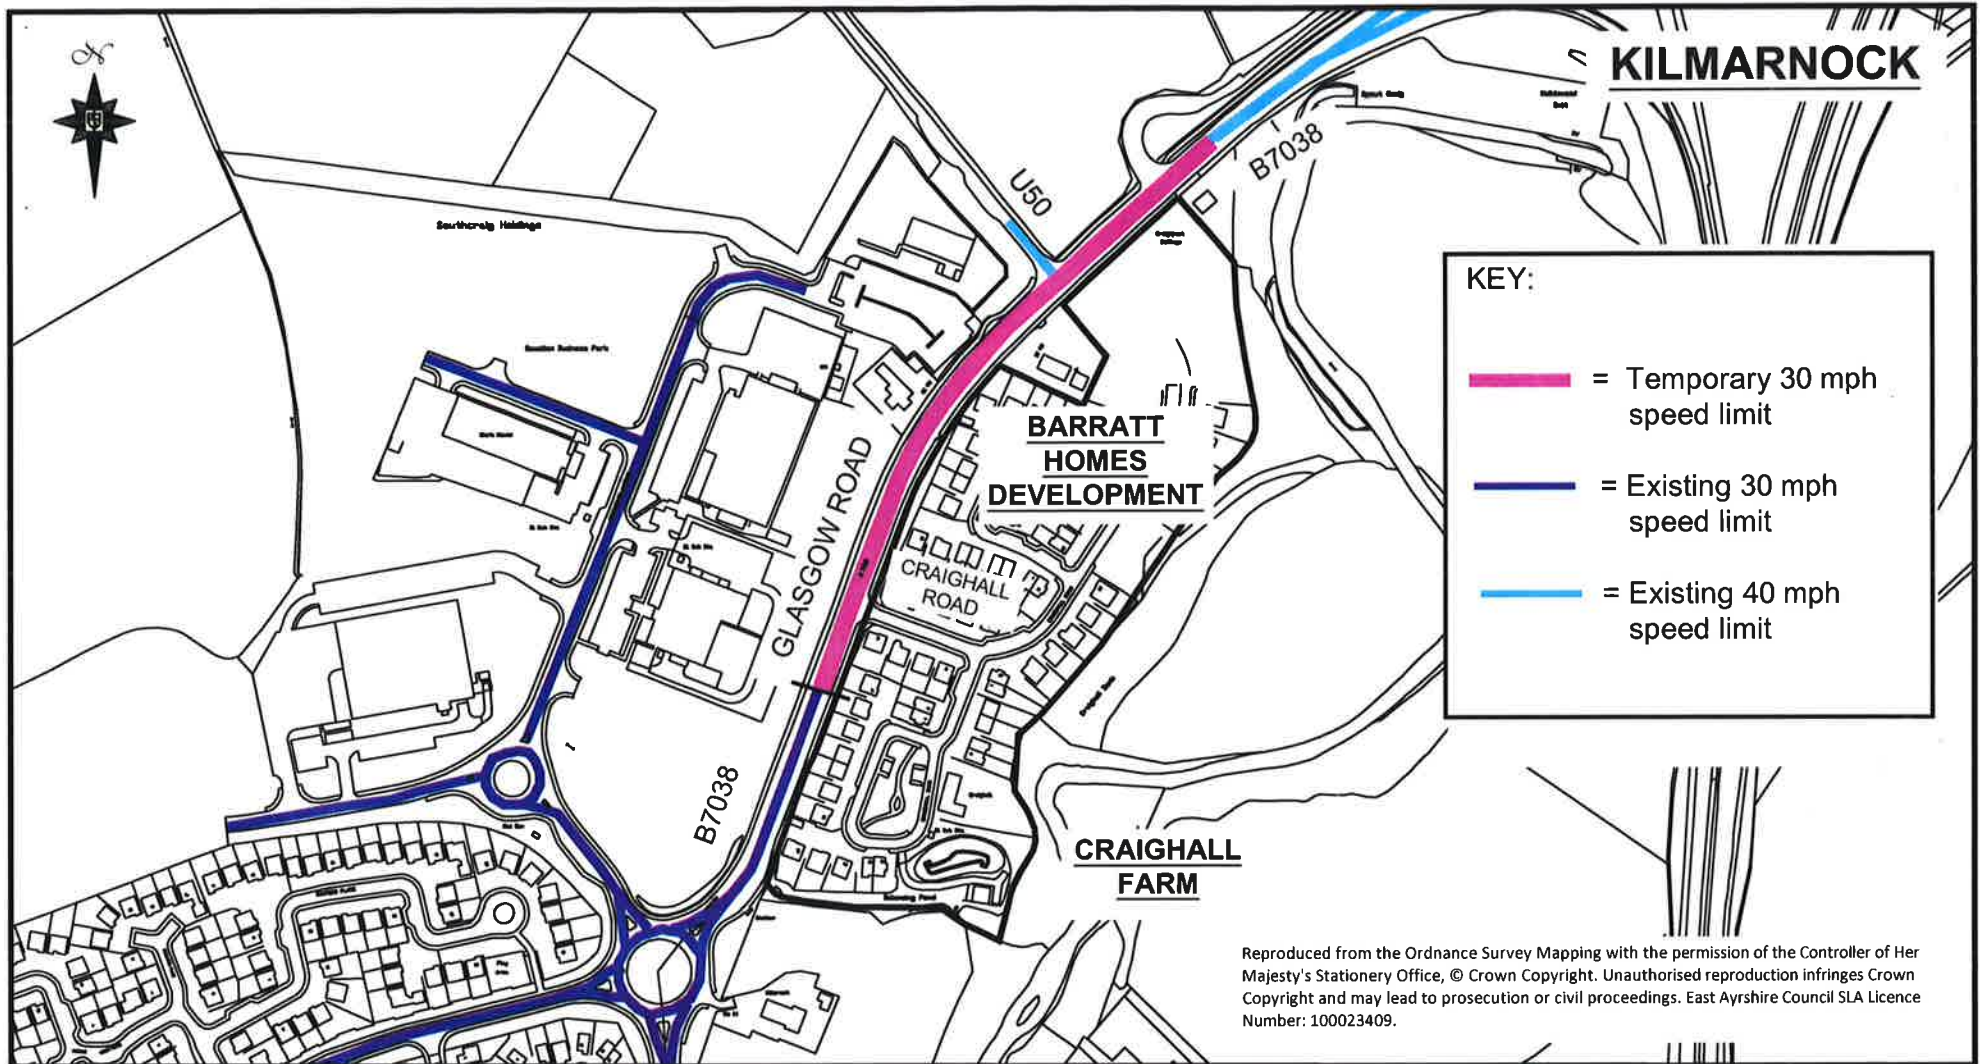 KILMARNOCK
B7038
U50
Southcraig Holdings
KEY:
= Temporary 30 mph
speed limit
= Existing 30 mph
speed limit
= Existing 40 mph
speed limit
BARRATT
HOMES
DEVELOPMENT
GLASGOW ROAD
CRAIGHALL
ROAD
B7038
CRAIGHALL
FARM
Reproduced from the Ordnance Survey Mapping with the permission of the Controller of Her
Majesty's Stationery Office, © Crown Copyright. Unauthorised reproduction infringes Crown
Copyright and may lead to prosecution or civil proceedings. East Ayrshire Council SLA Licence
Number: 100023409.